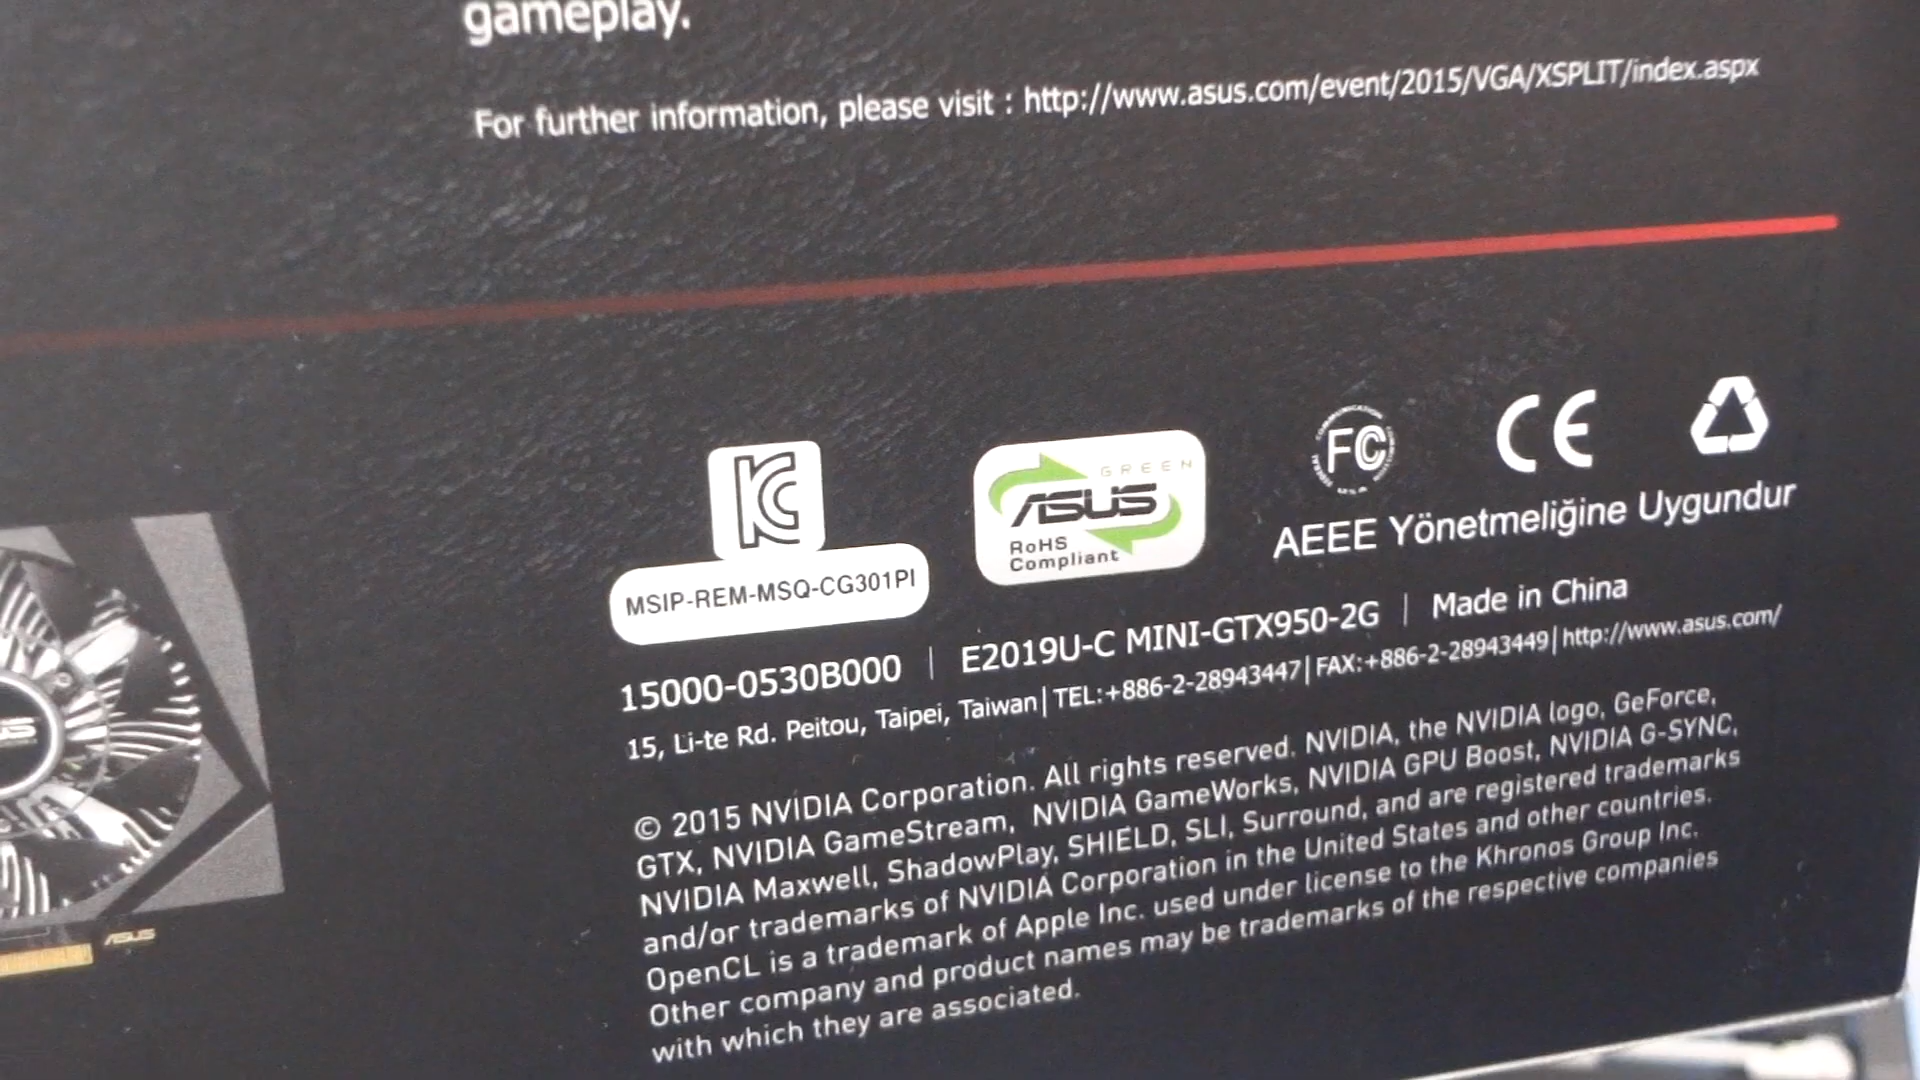 gameplay.
For further information, please visit : http://www.asus.com/event/2015/VGA/XSPLIT/index.aspx
FC
CE
GREEN
ASUS
RoHS
Compliant
AEEE Yönetmeliğine Uygundur
MSIP-REM-MSQ-CG301PI
15000-0530B000 | E2019U-C MINI-GTX950-2G | Made in China
15, Li-te Rd. Peitou, Taipei, Taiwan|TEL:+886-2-28943447|FAX:+886-2-28943449|http://www.asus.com/
© 2015 NVIDIA Corporation. All rights reserved. NVIDIA, the NVIDIA logo, GeForce,
GTX, NVIDIA GameStream, NVIDIA GameWorks, NVIDIA GPU Boost, NVIDIA G-SYNC,
NVIDIA Maxwell, ShadowPlay, SHIELD, SLI, Surround, and are registered trademarks
and/or trademarks of NVIDIA Corporation in the United States and other countries.
OpenCL is a trademark of Apple Inc. used under license to the Khronos Group Inc.
Other company and product names may be trademarks of the respective companies
with which they are associated.
ASUS